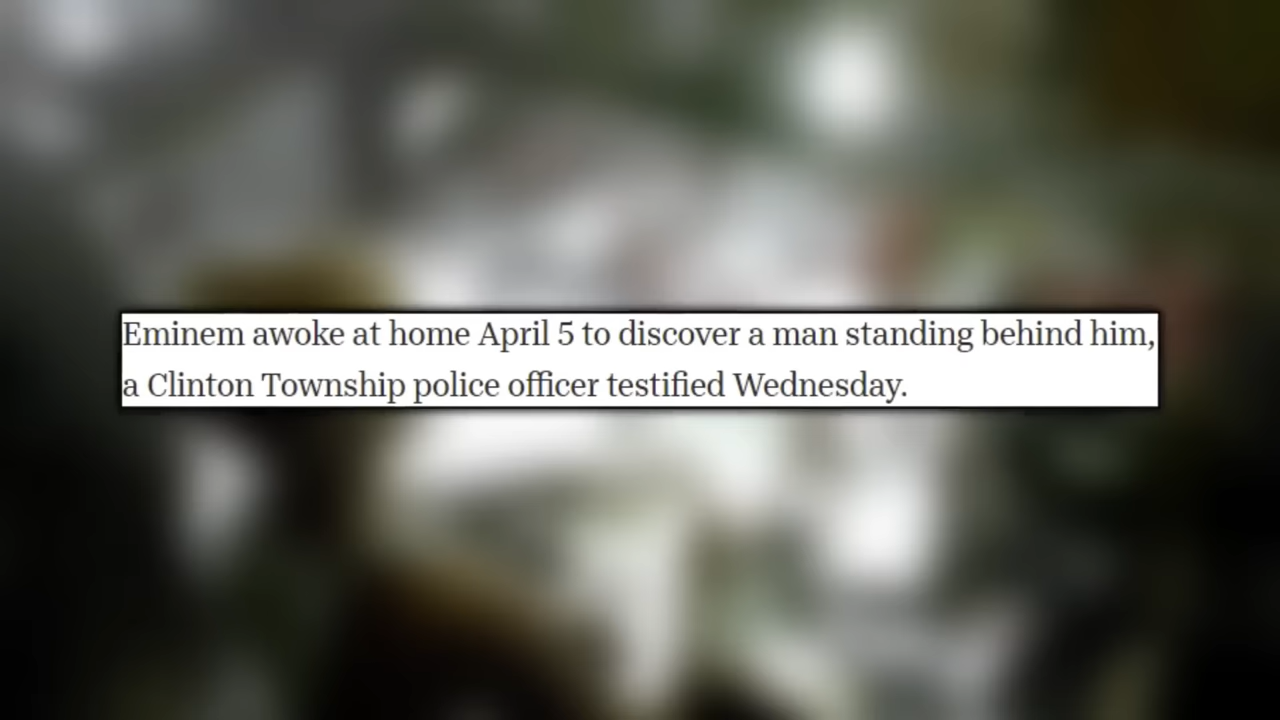 Eminem awoke at home April 5 to discover a man standing behind him,
a Clinton Township police officer testified Wednesday.